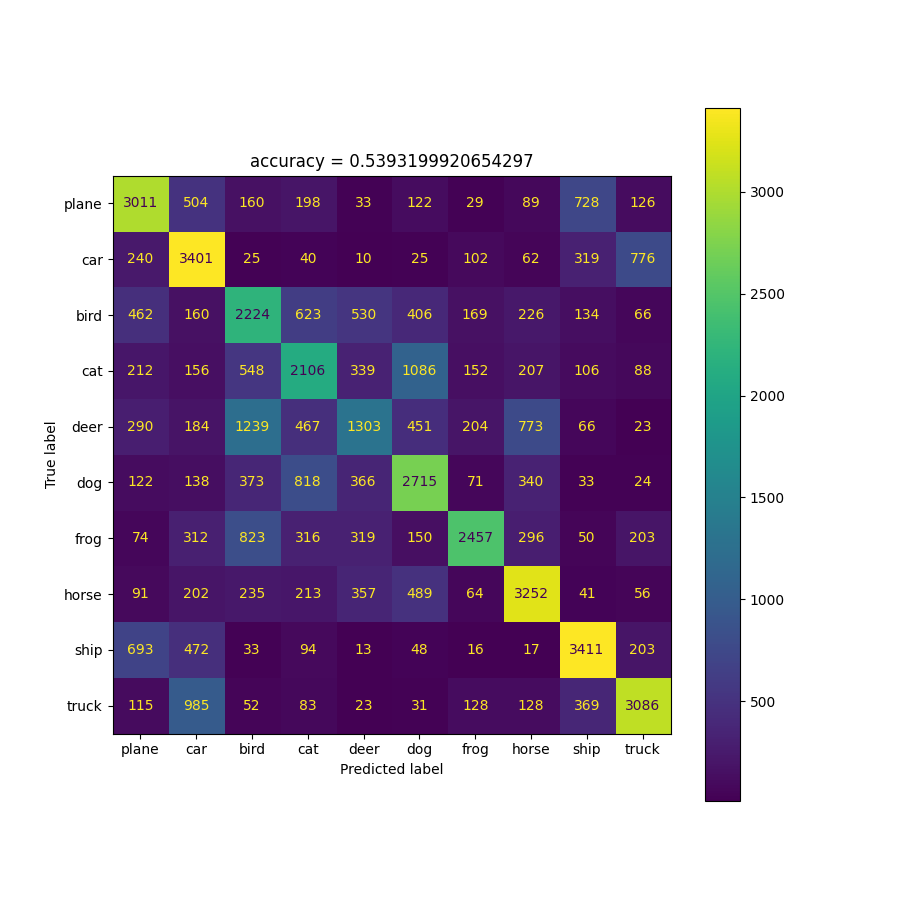 accuracy = 0.5393199920654297
plane 3011 504 160 198 33 122 29 89 728 126
car 240 3401 25 40 10 25 102 62 319 776
bird 462 160 2224 623 530 406 169 226 134 66
cat 212 156 548 2106 339 1086 152 207 106 88
deer 290 184 1239 467 1303 451 204 773 66 23
dog 122 138 373 818 366 2715 71 340 33 24
frog 74 312 823 316 319 150 2457 296 50 203
horse 91 202 235 213 357 489 64 3252 41 56
ship 693 472 33 94 13 48 16 17 3411 203
truck 115 985 52 83 23 31 128 128 369 3086
plane car bird cat deer dog frog horse ship truck
Predicted label
True label
3000
2500
2000
1500
1000
500